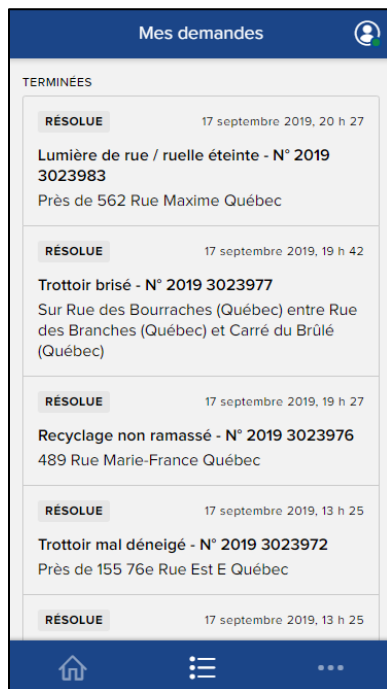 Mes demandes
TERMINÉES
RÉSOLUE 17 septembre 2019, 20 h 27
Lumière de rue / ruelle éteinte - N° 2019
3023983
Près de 562 Rue Maxime Québec
RÉSOLUE 17 septembre 2019, 19 h 42
Trottoir brisé - N° 2019 3023977
Sur Rue des Bourraches (Québec) entre Rue
des Branches (Québec) et Carré du Brûlé
(Québec)
RÉSOLUE 17 septembre 2019, 19 h 27
Recyclage non ramassé - N° 2019 3023976
489 Rue Marie-France Québec
RÉSOLUE 17 septembre 2019, 13 h 25
Trottoir mal déneigé - N° 2019 3023972
Près de 155 76e Rue Est E Québec
RÉSOLUE 17 septembre 2019, 13 h 25